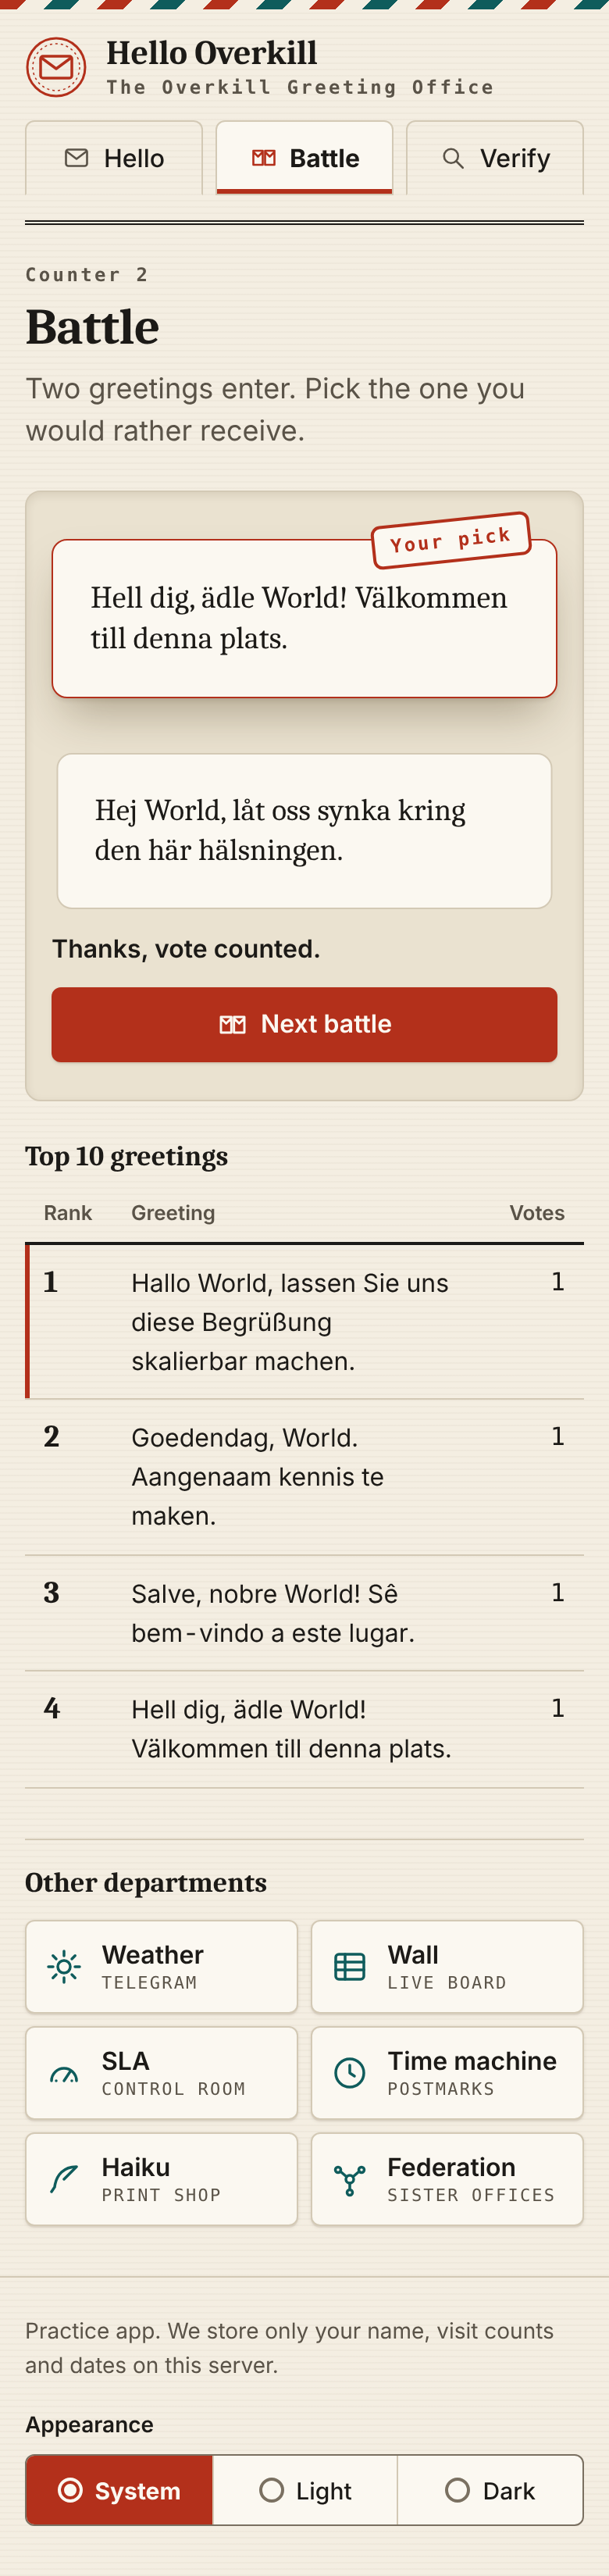 Hello Overkill
The Overkill Greeting Office
Hello
Battle
Verify
Counter 2
Battle
Two greetings enter. Pick the one you
would rather receive.
Your pick
Hell dig, ädle World! Välkommen
till denna plats.
Hej World, låt oss synka kring
den här hälsningen.
Thanks, vote counted.
Next battle
Top 10 greetings
Rank Greeting Votes
1 Hallo World, lassen Sie uns 1
diese Begrüßung
skalierbar machen.
2 Goedendag, World. 1
Aangenaam kennis te
maken.
3 Salve, nobre World! Sê 1
bem-vindo a este lugar.
4 Hell dig, ädle World! 1
Välkommen till denna plats.
Other departments
Weather
TELEGRAM
Wall
LIVE BOARD
SLA
CONTROL ROOM
Time machine
POSTMARKS
Haiku
PRINT SHOP
Federation
SISTER OFFICES
Practice app. We store only your name, visit counts
and dates on this server.
Appearance
System
Light
Dark